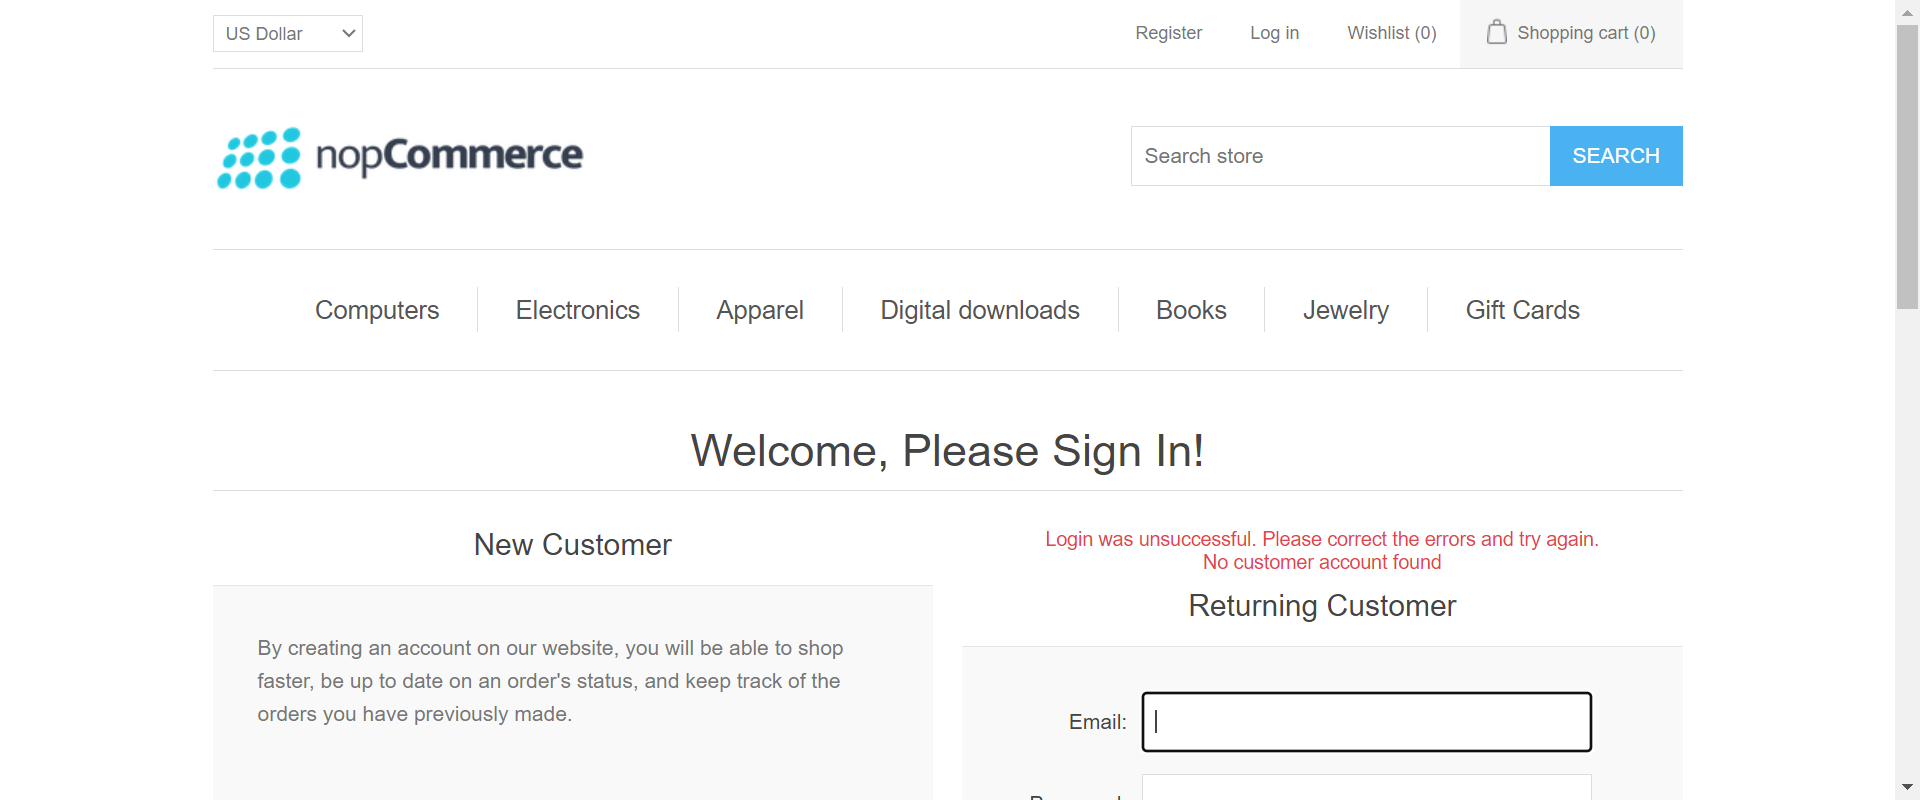 US Dollar
Register
Log in
Wishlist (0)
Shopping cart (0)
nopCommerce
Search store
SEARCH
Computers
Electronics
Apparel
Digital downloads
Books
Jewelry
Gift Cards
Welcome, Please Sign In!
New Customer
By creating an account on our website, you will be able to shop
faster, be up to date on an order's status, and keep track of the
orders you have previously made.
Login was unsuccessful. Please correct the errors and try again.
No customer account found
Returning Customer
Email: